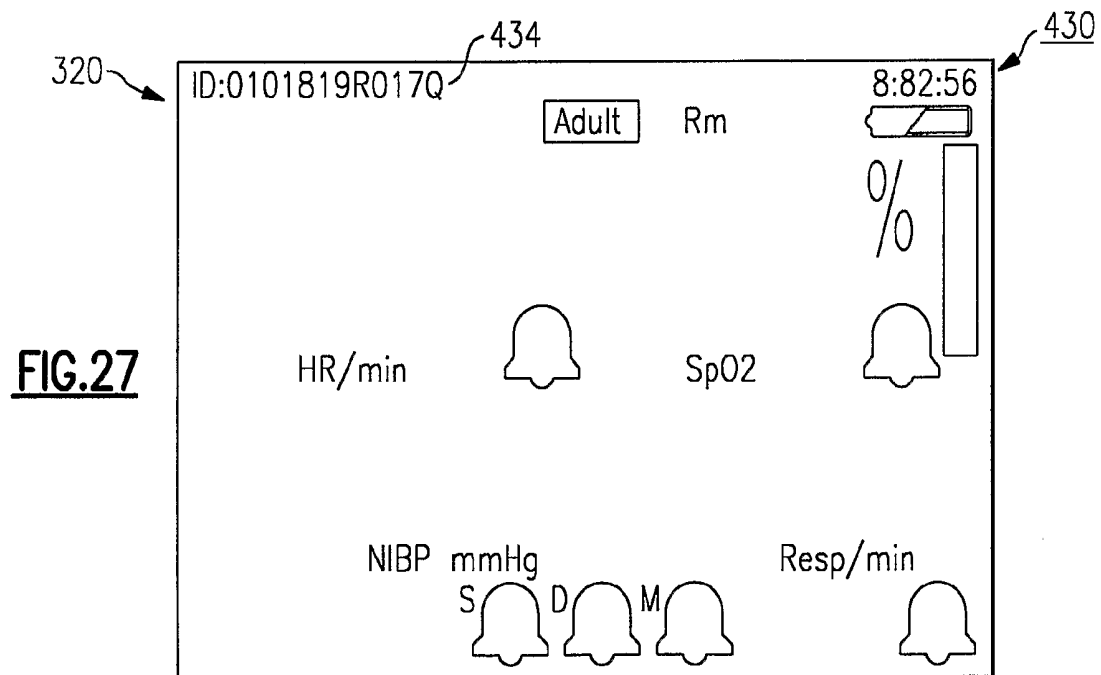 434
430
320
ID:0101819R017Q
8:82:56
Adult Rm
%
FIG.27
HR/min
SpO2
NIBP mmHg
Resp/min
S D M